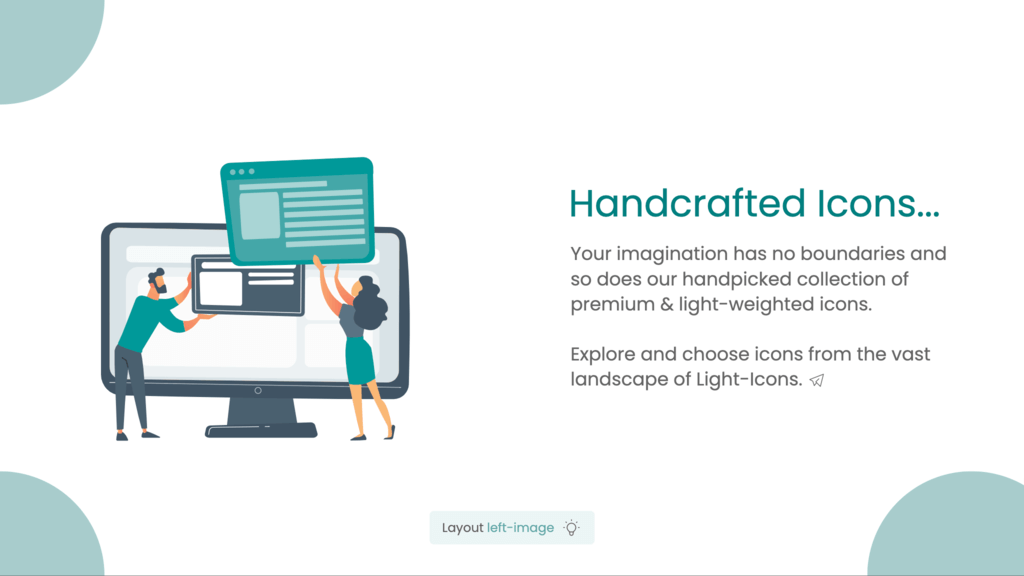 Handcrafted Icons...
Your imagination has no boundaries and
so does our handpicked collection of
premium & light-weighted icons.
Explore and choose icons from the vast
landscape of Light-Icons.
Layout left-image